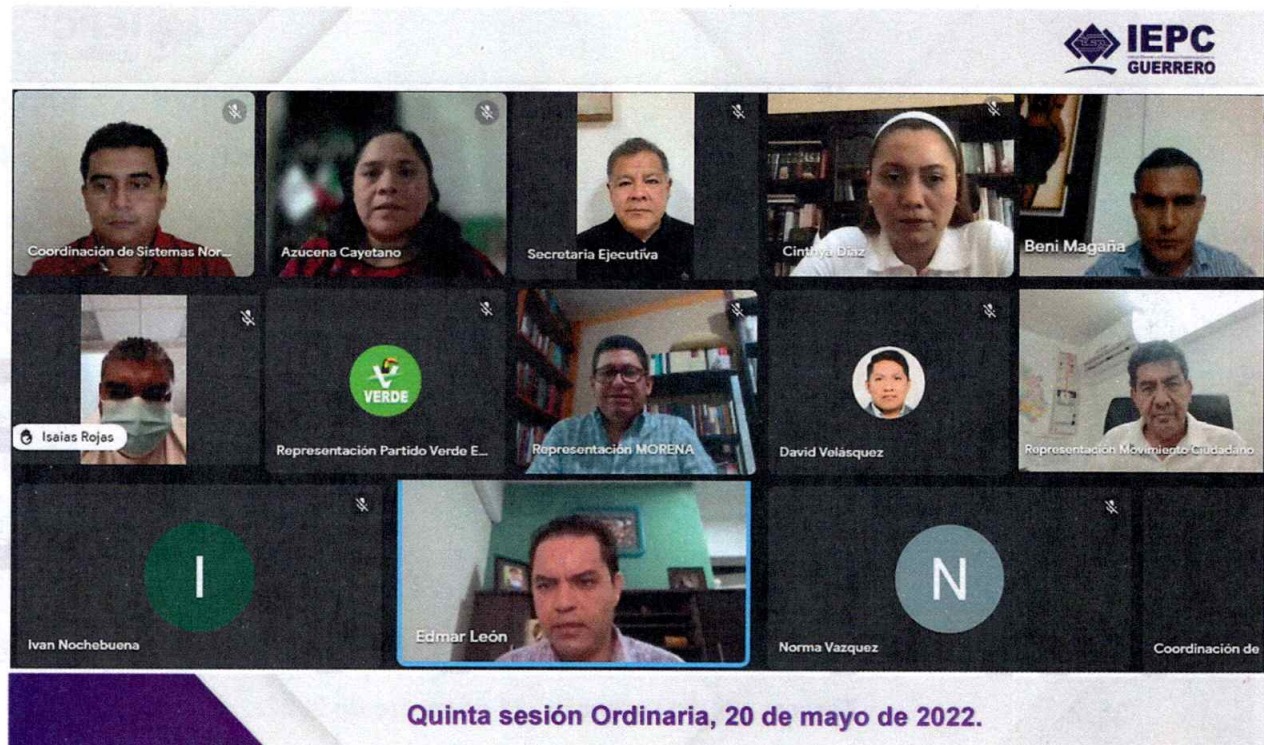 IEPC
GUERRERO
Coordinación de Sistemas Nor...
Azucena Cayetano
Secretaria Ejecutiva
Cinthya Díaz
Beni Magaña
Isaias Rojas
VERDE
Representación Partido Verde E...
Representación MORENA
David Velásquez
Representación Movimiento Ciudadano
I
Ivan Nochebuena
Edmar León
N
Norma Vazquez
Coordinación de
Quinta sesión Ordinaria, 20 de mayo de 2022.